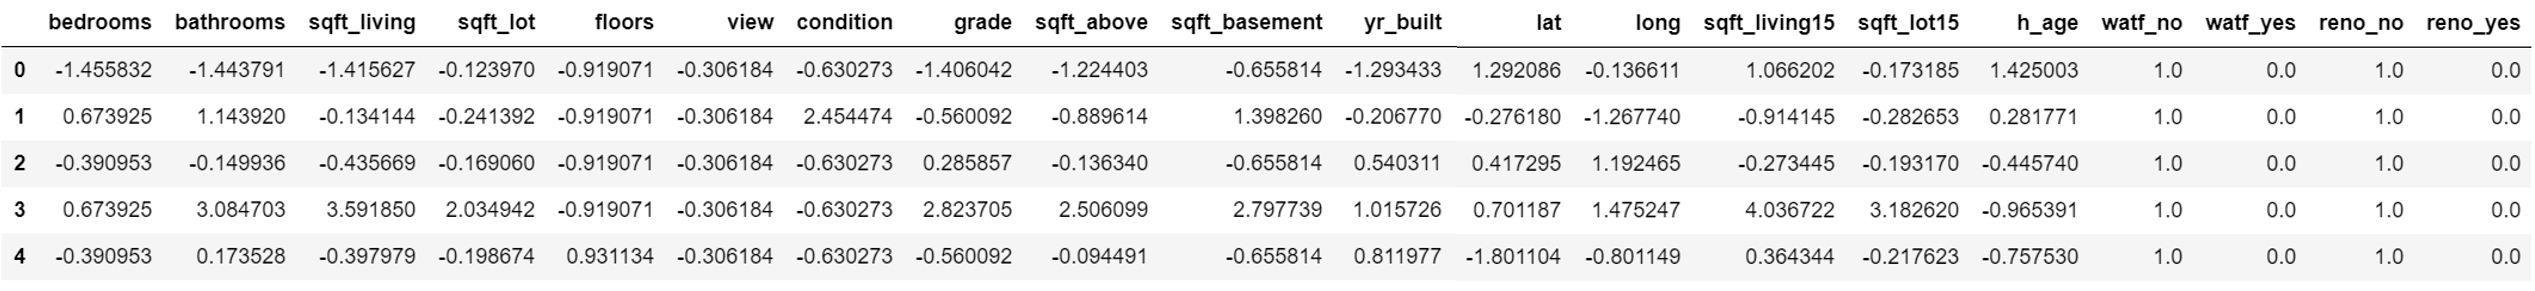 bedrooms bathrooms sqft_living sqft_lot floors view condition grade sqft_above sqft_basement yr_built lat long sqft_living15 sqft_lot15 h_age watf_no watf_yes reno_no reno_yes
0 -1.455832 -1.443791 -1.415627 -0.123970 -0.919071 -0.306184 -0.630273 -1.406042 -1.224403 -0.655814 -1.293433 1.292086 -0.136611 1.066202 -0.173185 1.425003 1.0 0.0 1.0 0.0
1 0.673925 1.143920 -0.134144 -0.241392 -0.919071 -0.306184 2.454474 -0.560092 -0.889614 1.398260 -0.206770 -0.276180 -1.267740 -0.914145 -0.282653 0.281771 1.0 0.0 1.0 0.0
2 -0.390953 -0.149936 -0.435669 -0.169060 -0.919071 -0.306184 -0.630273 0.285857 -0.136340 -0.655814 0.540311 0.417295 1.192465 -0.273445 -0.193170 -0.445740 1.0 0.0 1.0 0.0
3 0.673925 3.084703 3.591850 2.034942 -0.919071 -0.306184 -0.630273 2.823705 2.506099 2.797739 1.015726 0.701187 1.475247 4.036722 3.182620 -0.965391 1.0 0.0 1.0 0.0
4 -0.390953 0.173528 -0.397979 -0.198674 0.931134 -0.306184 -0.630273 -0.560092 -0.094491 -0.655814 0.811977 -1.801104 -0.801149 0.364344 -0.217623 -0.757530 1.0 0.0 1.0 0.0